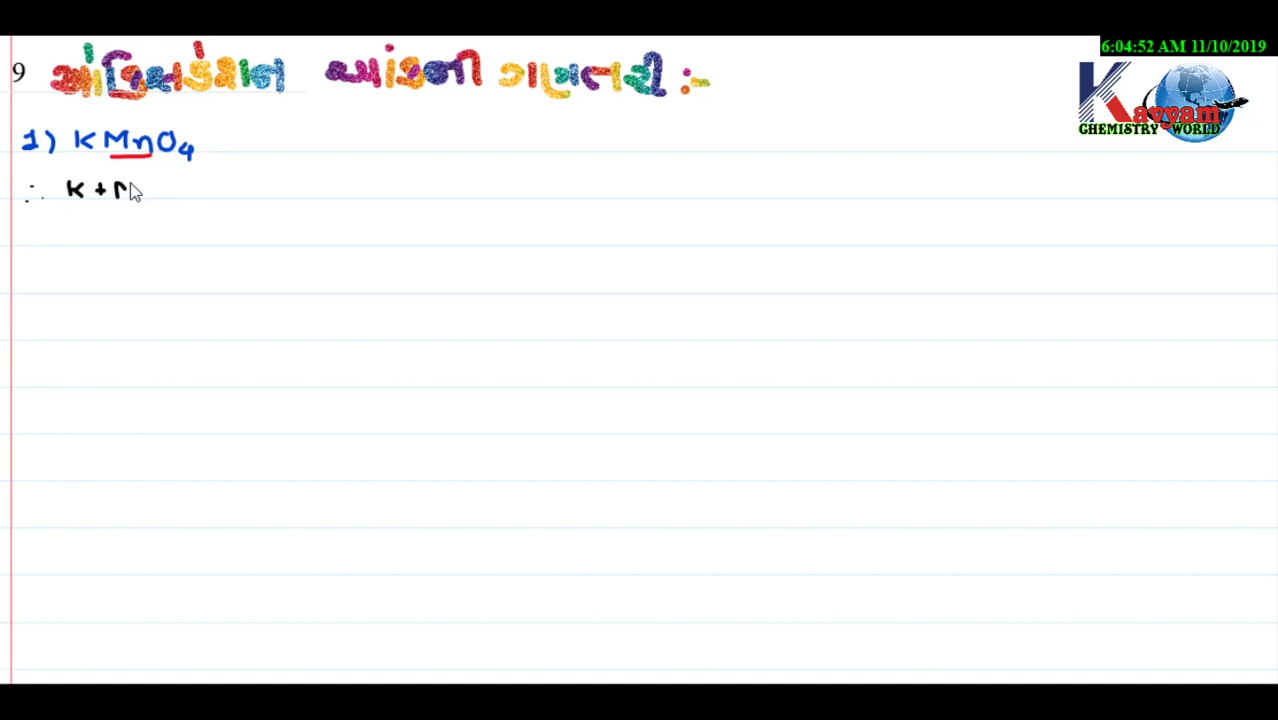 6:04:52 AM 11/10/2019
9 ઓક્સિડેશન આંકની ગણતરી :-
Kavyam
CHEMISTRY WORLD
1) KMnO4
∴ K +